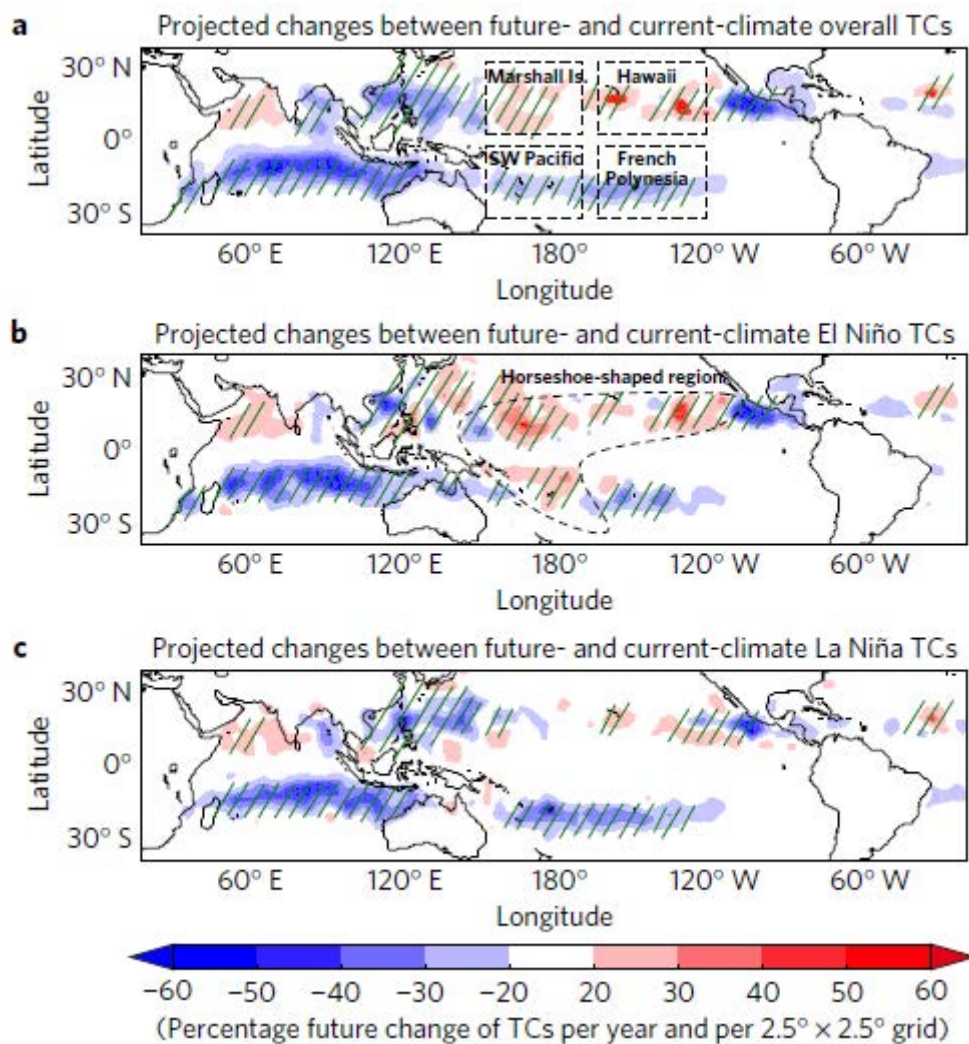 a Projected changes between future- and current-climate overall TCs
30° N
Marshall Is.
Hawaii
0°
SW Pacific
French
Polynesia
30° S
Latitude
60° E
120° E
180°
120° W
60° W
Longitude
b Projected changes between future- and current-climate El Niño TCs
30° N
Horseshoe-shaped region
0°
30° S
Latitude
60° E
120° E
180°
120° W
60° W
Longitude
c Projected changes between future- and current-climate La Niña TCs
30° N
0°
30° S
Latitude
60° E
120° E
180°
120° W
60° W
Longitude
−60 −50 −40 −30 −20 20 30 40 50 60
(Percentage future change of TCs per year and per 2.5° × 2.5° grid)